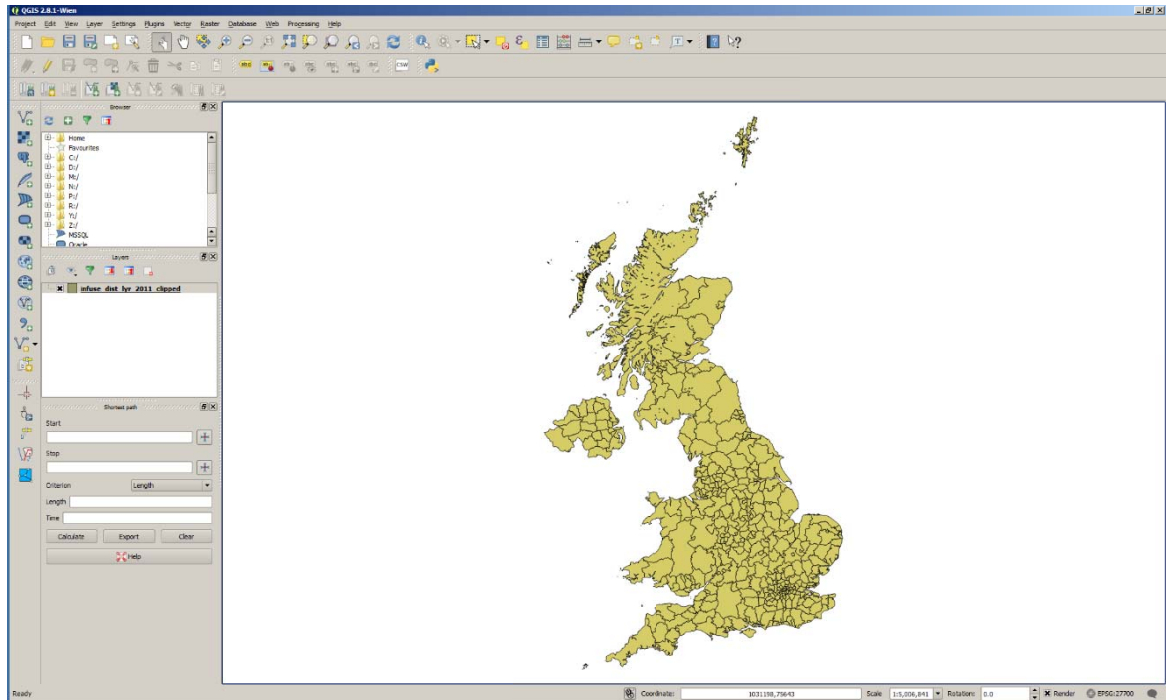 QGIS 2.8.1-Wien
Project Edit View Layer Settings Plugins Vector Raster Database Web Processing Help
CSW
Browser
Home
Favourites
C:/
D:/
M:/
N:/
P:/
R:/
Y:/
Z:/
MSSQL
Oracle
Layers
infuse_dist_lyr_2011_clipped
Shortest path
Start
Stop
Criterion Length
Length
Time
Calculate Export Clear
Help
Ready Coordinate: 1031198,75643 Scale 1:5,006,841 Rotation: 0.0 Render EPSG:27700